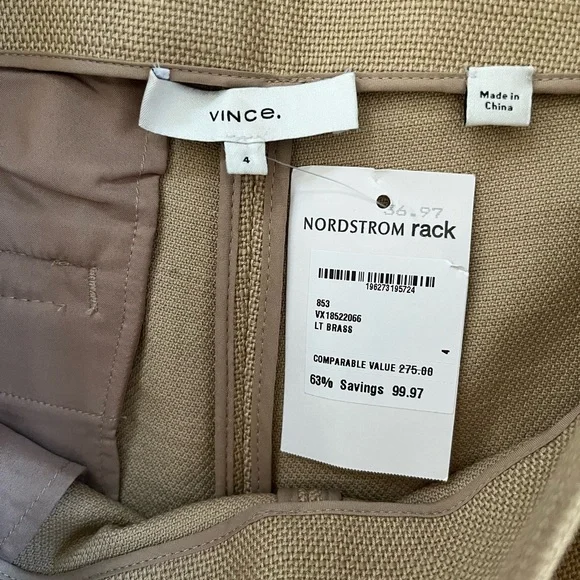 VINCE.
4
Made in
China
36.97
NORDSTROM rack
196273195724
853
VX18522066
LT BRASS
4
COMPARABLE VALUE 275.00
63% Savings 99.97